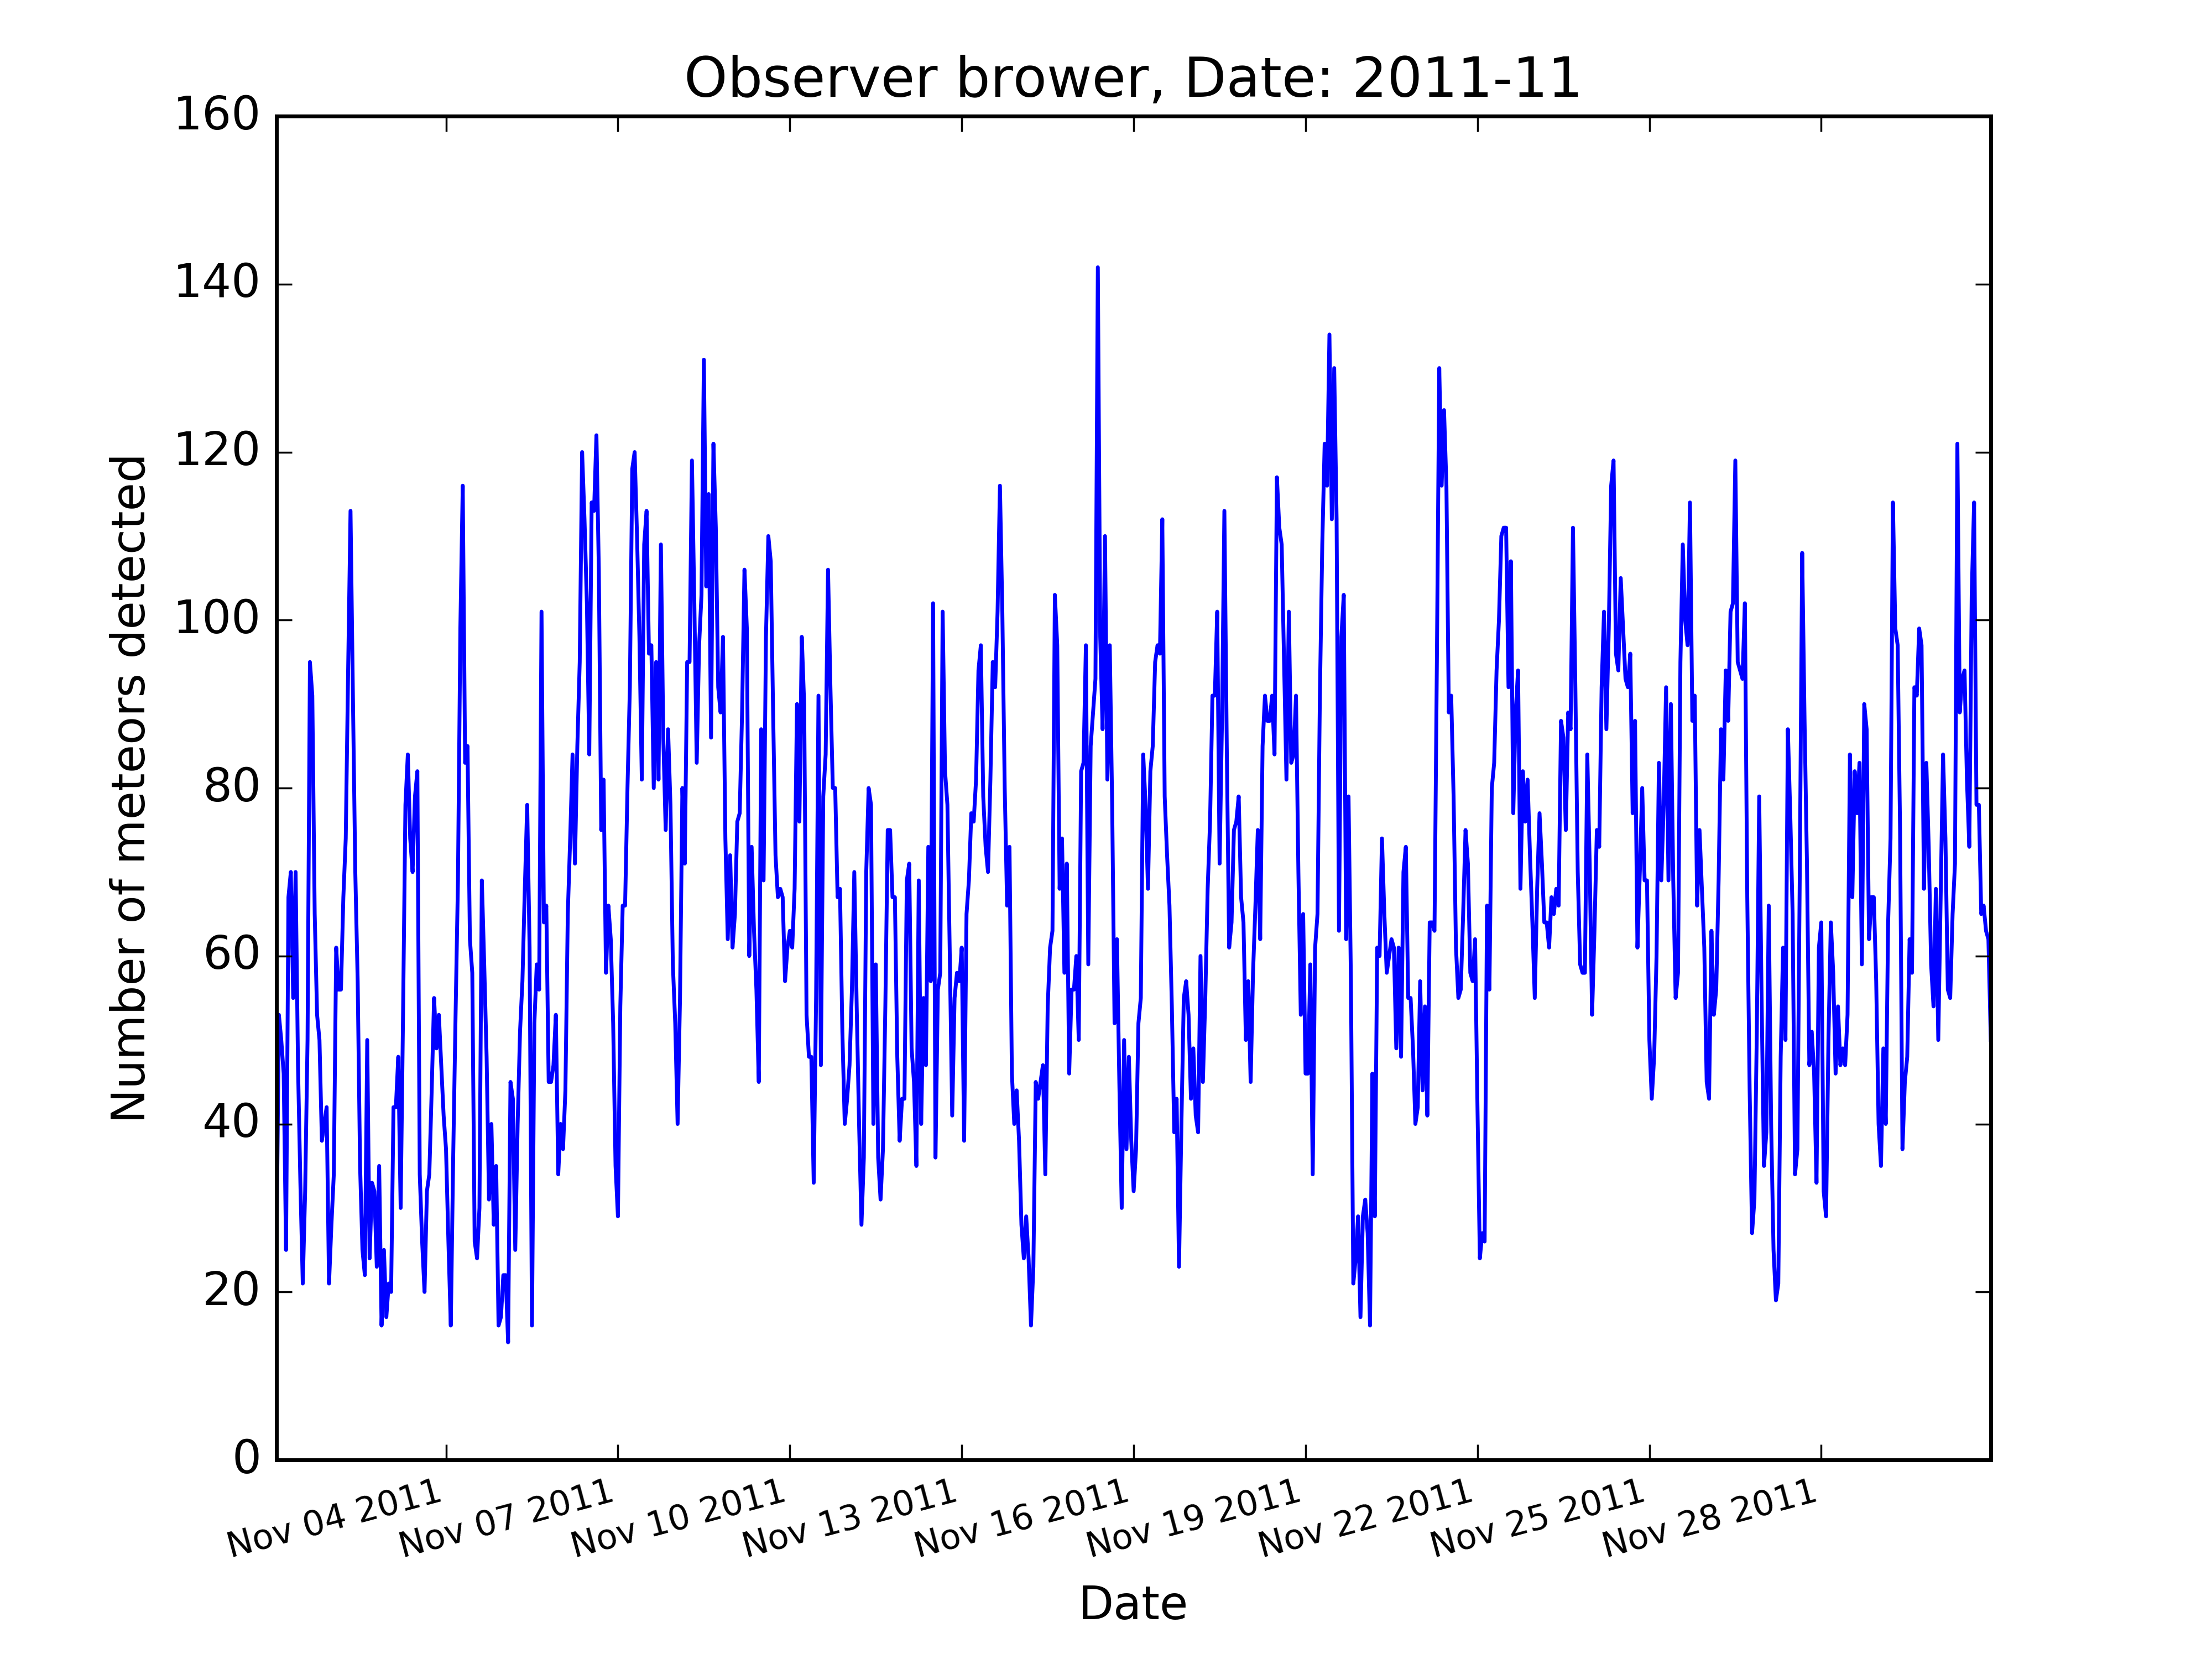 Observer brower, Date: 2011-11
160
140
120
100
80
60
40
20
0
Number of meteors detected
Nov 04 2011
Nov 07 2011
Nov 10 2011
Nov 13 2011
Nov 16 2011
Nov 19 2011
Nov 22 2011
Nov 25 2011
Nov 28 2011
Date